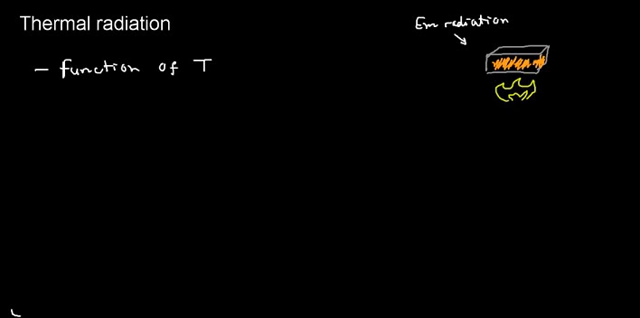 Thermal radiation
Em radiation
– function of T